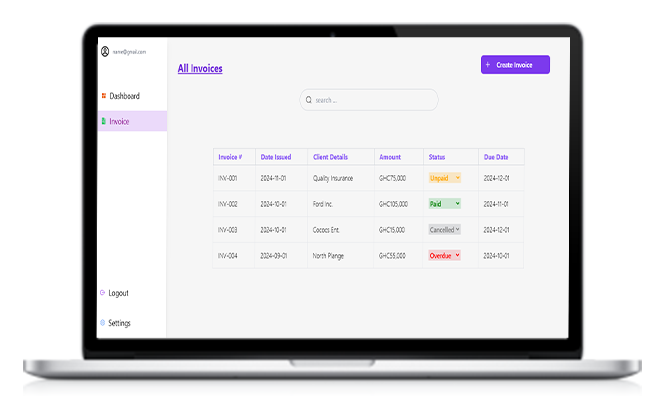 name@gmail.com
All Invoices
+ Create Invoice
search ...
Dashboard
Invoice
Invoice # Date Issued Client Details Amount Status Due Date
INV-001 2024-11-01 Quality Insurance GHC75,000 Unpaid 2024-12-01
INV-002 2024-10-01 Ford Inc. GHC105,000 Paid 2024-11-01
INV-003 2024-10-01 Cococs Ent. GHC15,000 Cancelled 2024-12-01
INV-004 2024-09-01 North Plange GHC55,000 Overdue 2024-10-01
Logout
Settings